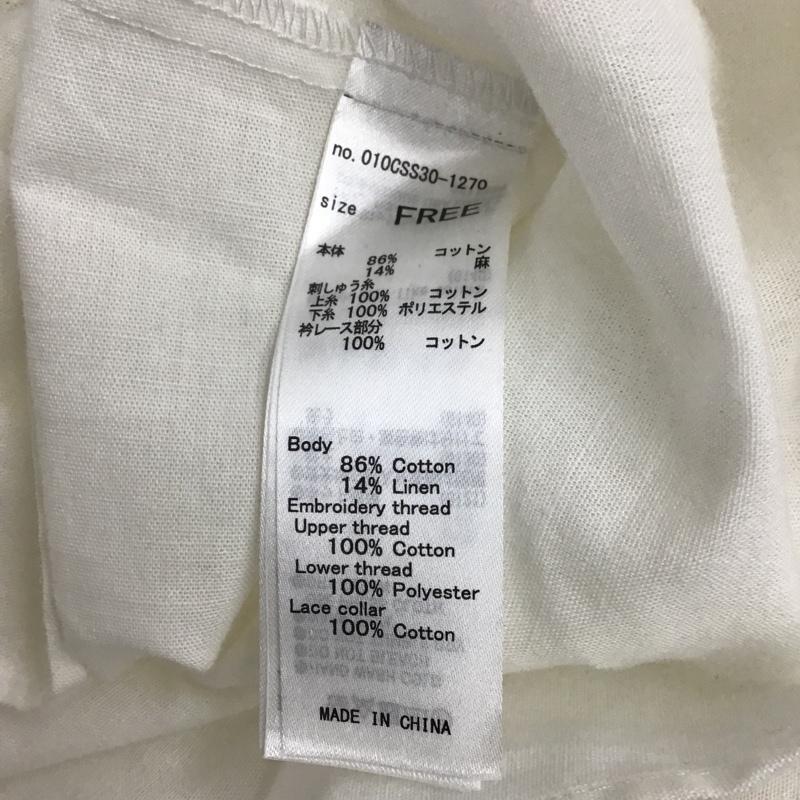 no. 010CSS30-1270
size FREE
本体 86% コットン
14% 麻
刺しゅう糸
上糸 100% コットン
下糸 100% ポリエステル
衿レース部分
100% コットン
Body
86% Cotton
14% Linen
Embroidery thread
Upper thread
100% Cotton
Lower thread
100% Polyester
Lace collar
100% Cotton
MADE IN CHINA